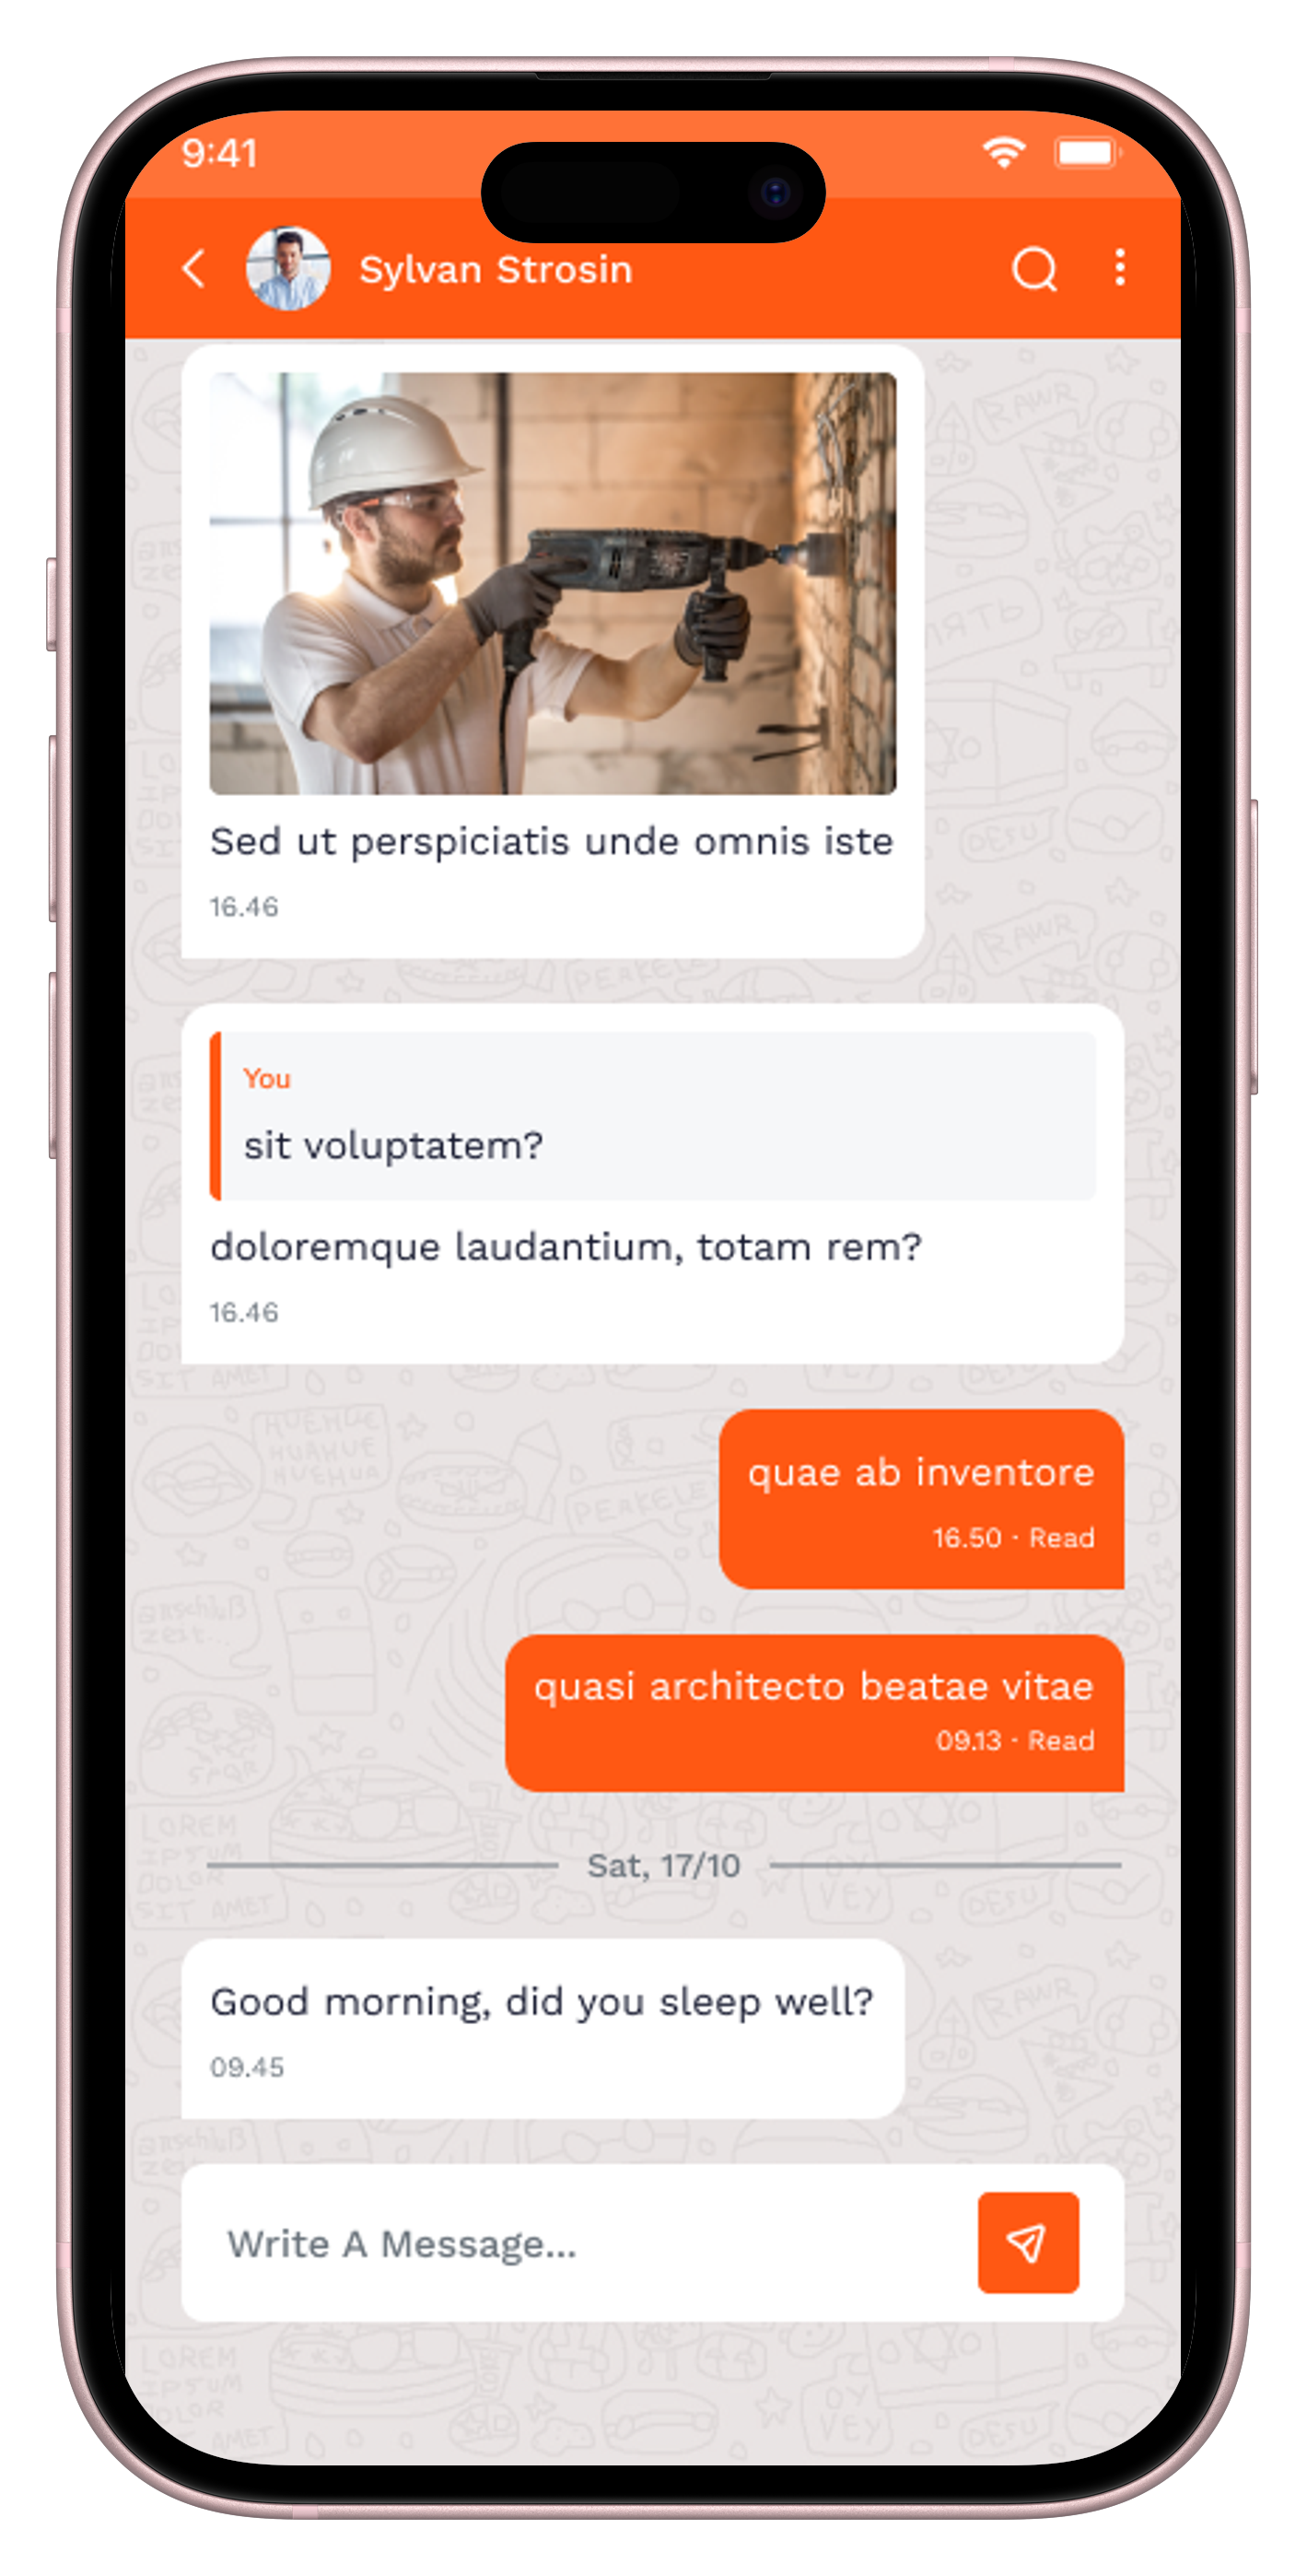 9:41
Sylvan Strosin
Sed ut perspiciatis unde omnis iste
16.46
You
sit voluptatem?
doloremque laudantium, totam rem?
16.46
quae ab inventore
16.50 · Read
quasi architecto beatae vitae
09.13 · Read
Sat, 17/10
Good morning, did you sleep well?
09.45
Write A Message...